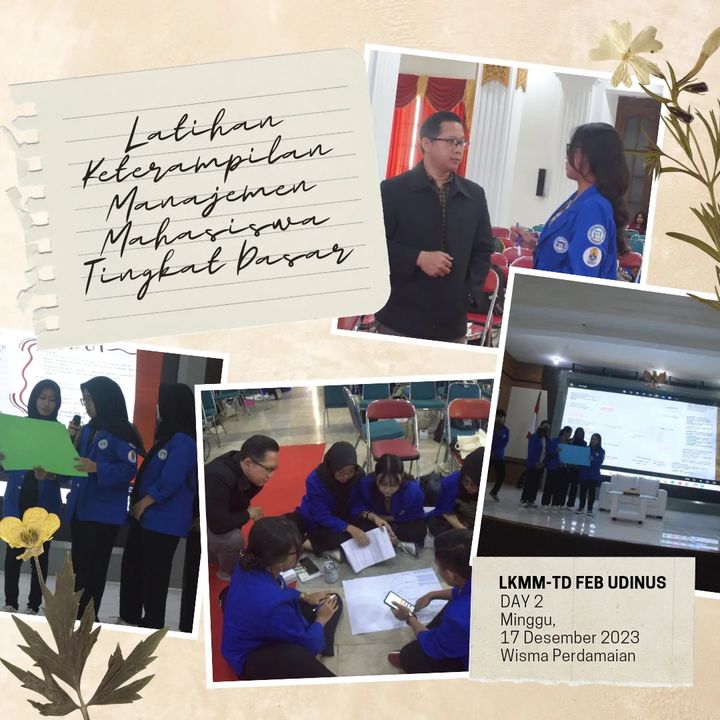 Latihan
Keterampilan
Manajemen
Mahasiswa
Tingkat Dasar
LKMM-TD FEB UDINUS
DAY 2
Minggu,
17 Desember 2023
Wisma Perdamaian